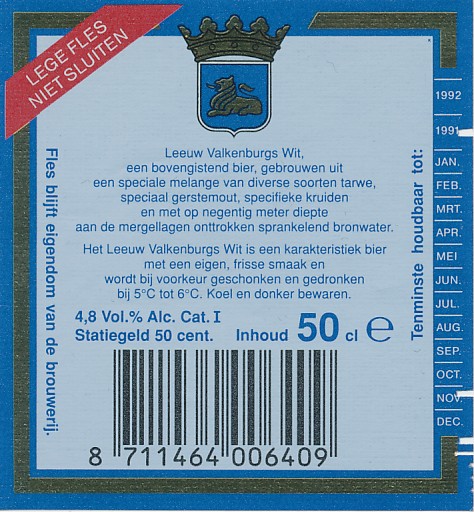 LEGE FLES
NIET SLUITEN
Leeuw Valkenburgs Wit,
een bovengistend bier, gebrouwen uit
een speciale melange van diverse soorten tarwe,
speciaal gerstemout, specifieke kruiden
en met op negentig meter diepte
aan de mergellagen onttrokken sprankelend bronwater.
Het Leeuw Valkenburgs Wit is een karakteristiek bier
met een eigen, frisse smaak en
wordt bij voorkeur geschonken en gedronken
bij 5°C tot 6°C. Koel en donker bewaren.
4,8 Vol.% Alc. Cat. I
Statiegeld 50 cent. Inhoud 50 cl e
8 711464 006409
Fles blijft eigendom van de brouwerij.
Tenminste houdbaar tot:
1992
1991
JAN.
FEB.
MRT.
APR.
MEI
JUN.
JUL.
AUG.
SEP.
OCT.
NOV.
DEC.